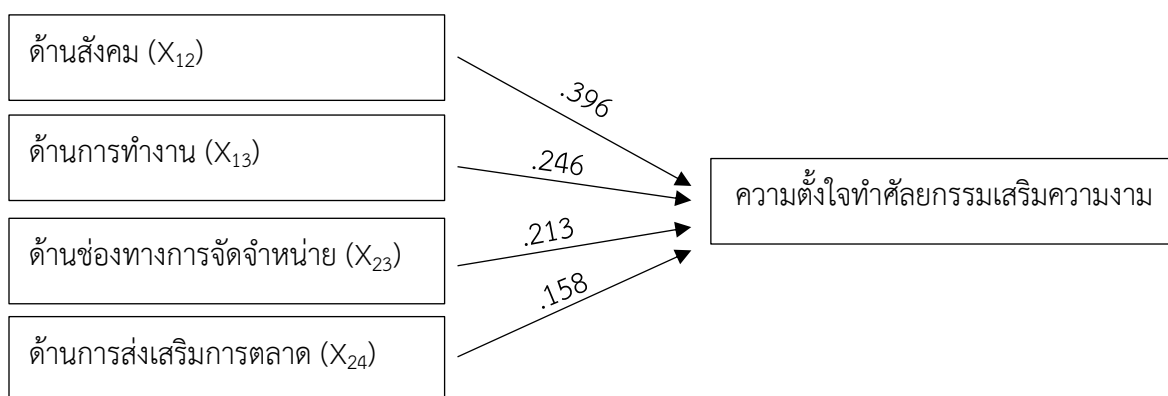 ด้านสังคม (X₁₂)
.396
ด้านการทำงาน (X₁₃)
.246
ความตั้งใจทำศัลยกรรมเสริมความงาม
ด้านช่องทางการจัดจำหน่าย (X₂₃)
.213
.158
ด้านการส่งเสริมการตลาด (X₂₄)